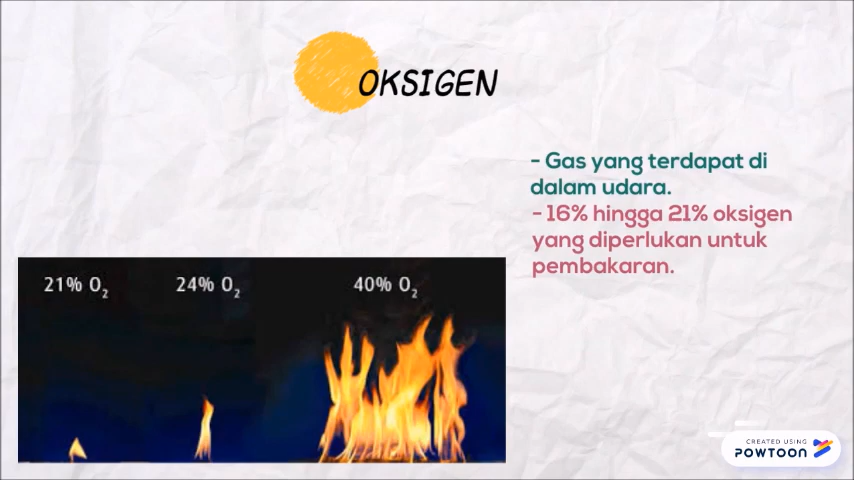 OKSIGEN
- Gas yang terdapat di
dalam udara.
- 16% hingga 21% oksigen
yang diperlukan untuk
pembakaran.
21% O₂
24% O₂
40% O₂
CREATED USING
POWTOON